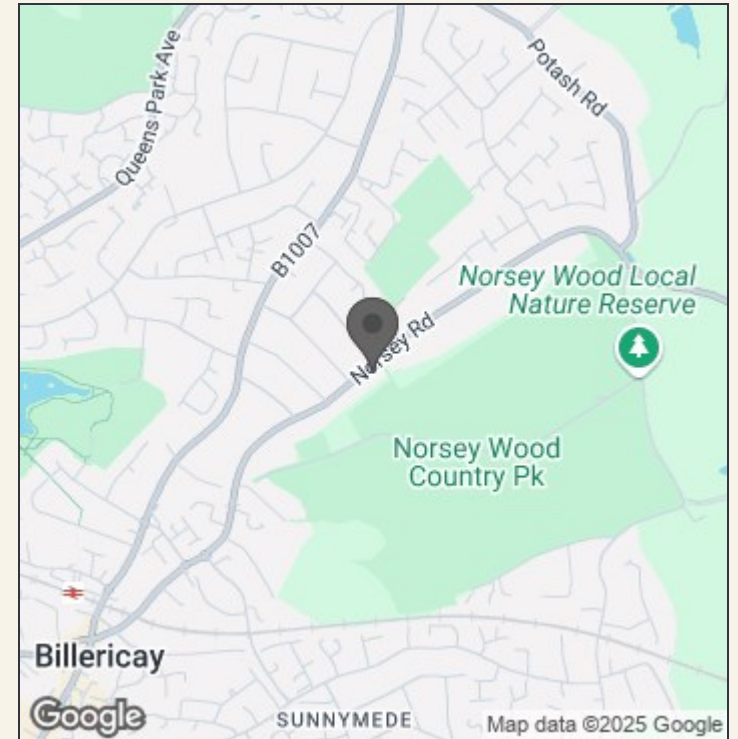 Queens Park Ave
Potash Rd
B1007
Norsey Wood Local
Nature Reserve
Norsey Rd
Norsey Wood
Country Pk
Billericay
SUNNYMEDE
Google
Map data ©2025 Google